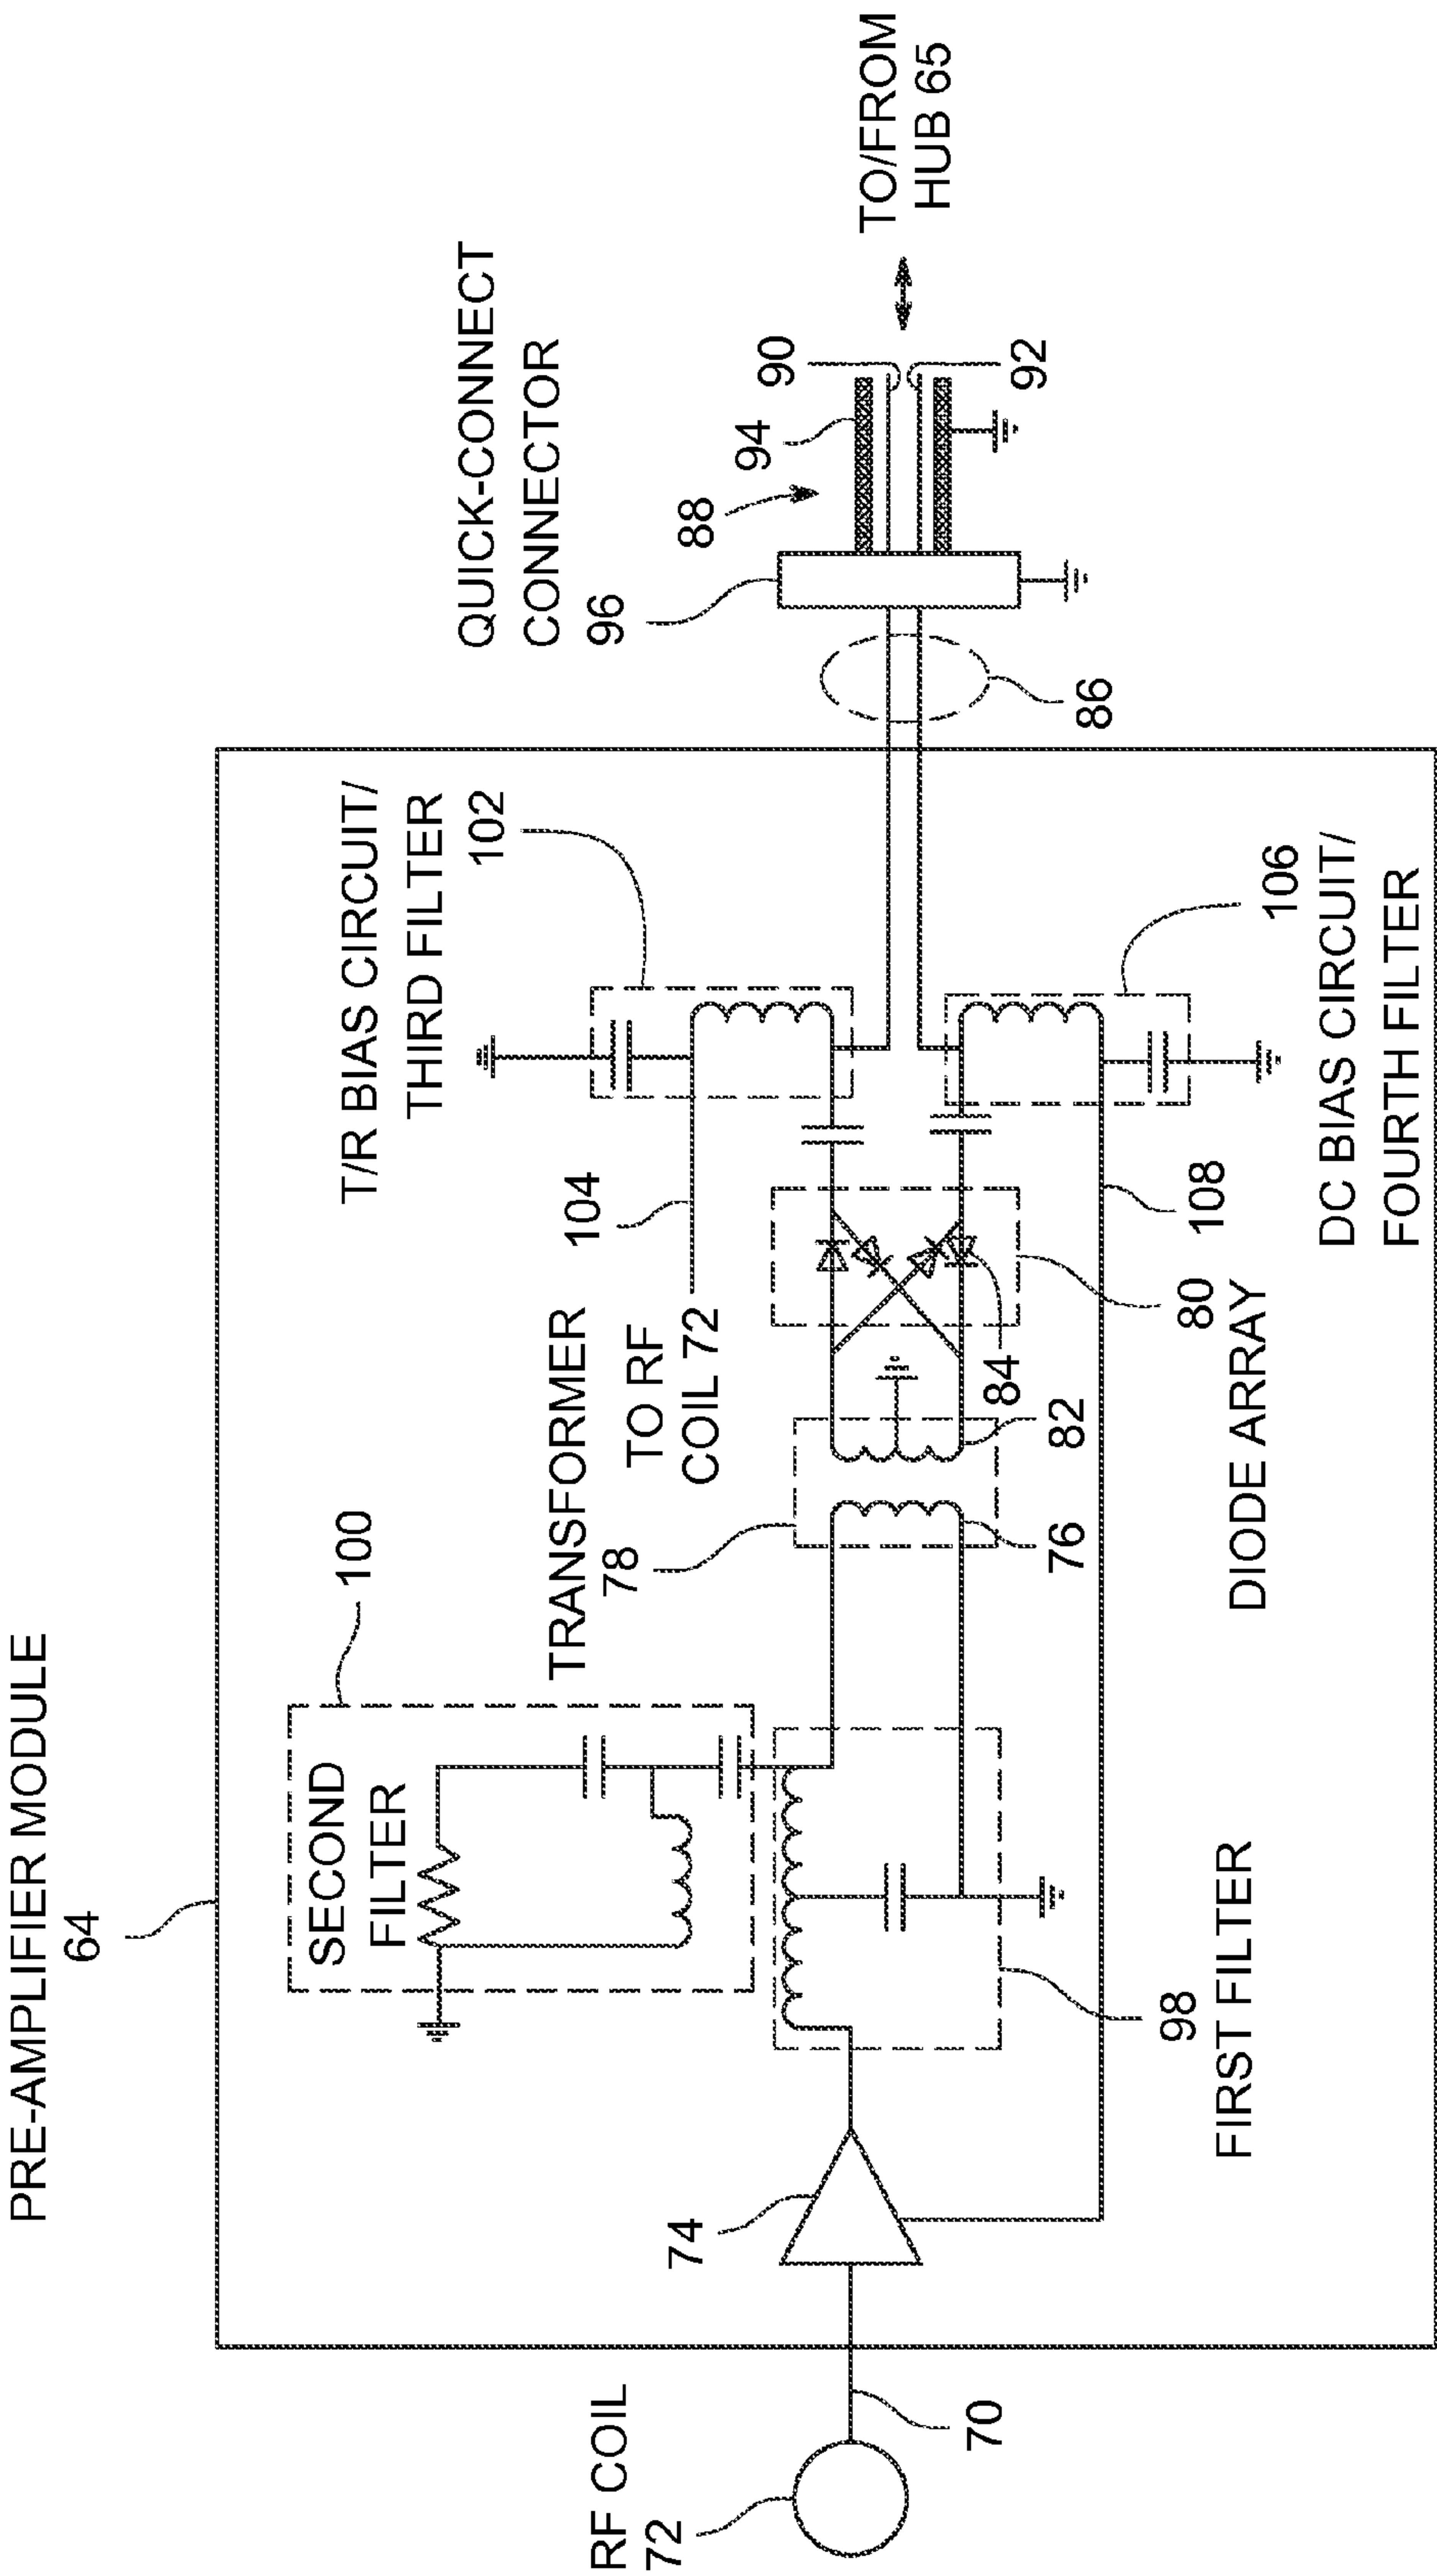 PRE-AMPLIFIER MODULE
64
RF COIL
72
70
74
SECOND
FILTER
100
98
FIRST FILTER
TRANSFORMER
78
76
82
TO RF
COIL 72
104
84
80
DIODE ARRAY
T/R BIAS CIRCUIT/
THIRD FILTER
102
108
106
DC BIAS CIRCUIT/
FOURTH FILTER
86
QUICK-CONNECT
CONNECTOR
96
88
94
90
92
TO/FROM
HUB 65